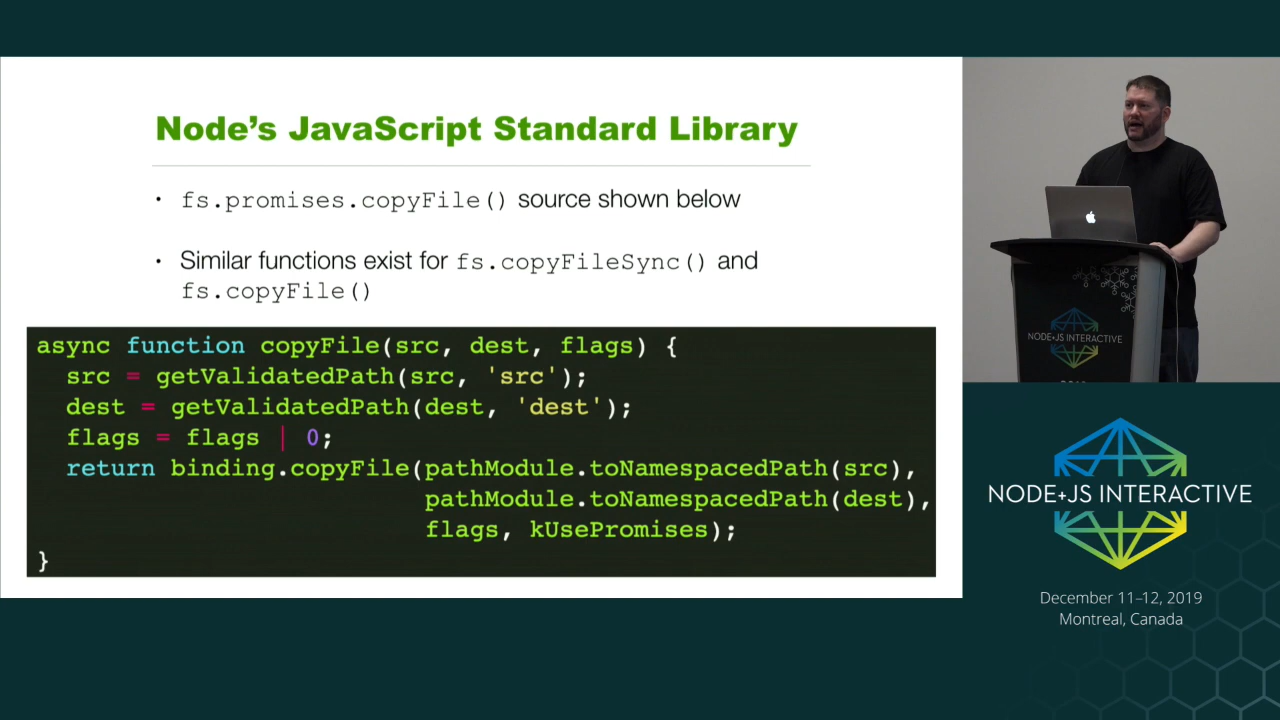 Node's JavaScript Standard Library
• fs.promises.copyFile() source shown below
• Similar functions exist for fs.copyFileSync() and
fs.copyFile()
async function copyFile(src, dest, flags) {
  src = getValidatedPath(src, 'src');
  dest = getValidatedPath(dest, 'dest');
  flags = flags | 0;
  return binding.copyFile(pathModule.toNamespacedPath(src),
                          pathModule.toNamespacedPath(dest),
                          flags, kUsePromises);
}
NODE+JS INTERACTIVE
NODE+JS INTERACTIVE
December 11–12, 2019
Montreal, Canada